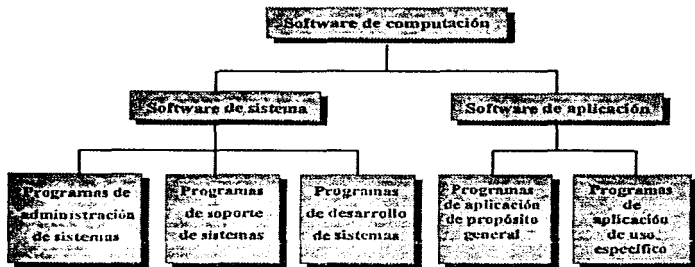 Software de computación
Software de sistema
Software de aplicación
Programas de
administración
de sistemas
Programas
de soporte
de sistemas
Programas
de desarrollo
de sistemas
Programas
de aplicación
de propósito
general
Programas
de
aplicación
de uso
específico